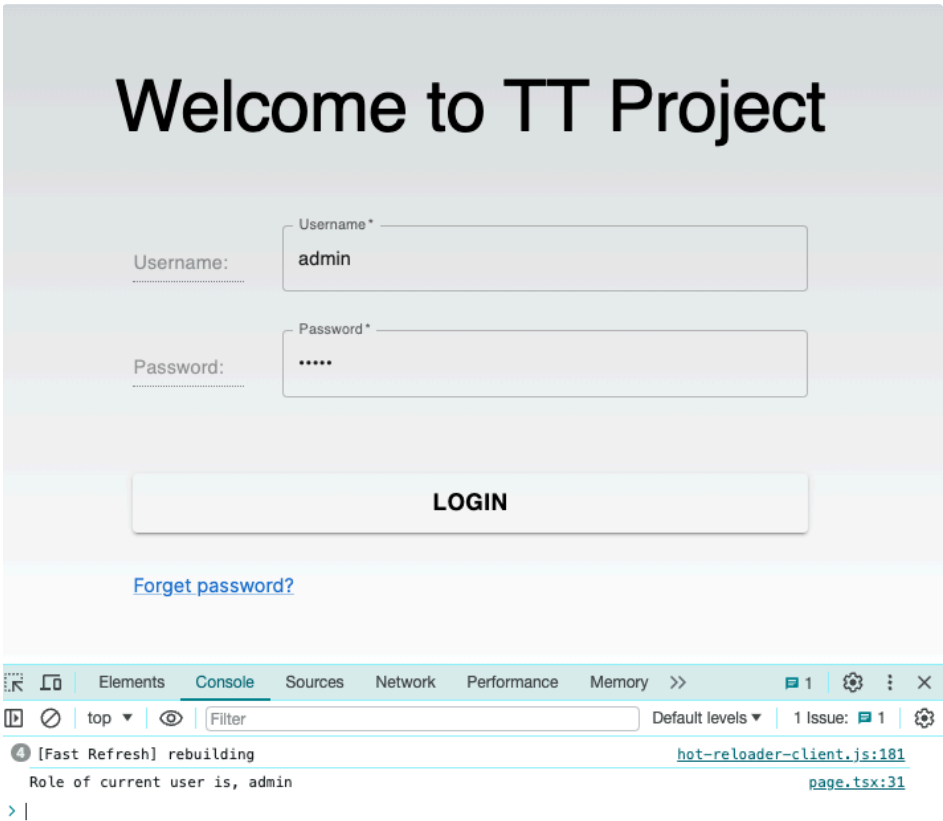 Welcome to TT Project
Username *
Username: admin
Password *
Password: •••••
LOGIN
Forget password?
Elements Console Sources Network Performance Memory 1
top Filter Default levels 1 Issue: 1
4 [Fast Refresh] rebuilding hot-reloader-client.js:181
Role of current user is, admin page.tsx:31
>